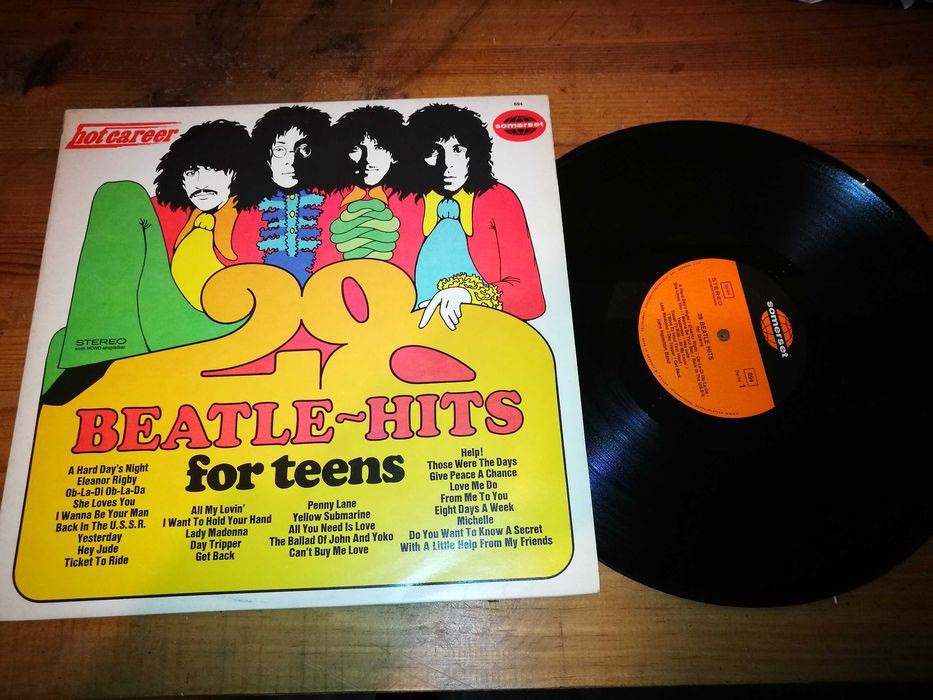 hotcareer
694
somerset
STEREO
auch MONO abspielbar
28
BEATLE~HITS
for teens
A Hard Day's Night
Eleanor Rigby
Ob-La-Di Ob-La-Da
She Loves You
I Wanna Be Your Man
Back In The U.S.S.R.
Yesterday
Hey Jude
Ticket To Ride
All My Lovin'
I Want To Hold Your Hand
Lady Madonna
Day Tripper
Get Back
Penny Lane
Yellow Submarine
All You Need Is Love
The Ballad Of John And Yoko
Can't Buy Me Love
Help!
Those Were The Days
Give Peace A Chance
Love Me Do
From Me To You
Eight Days A Week
Michelle
Do You Want To Know A Secret
With A Little Help From My Friends
somerset
STEREO
28 BEATLE HITS
694
Seite 1